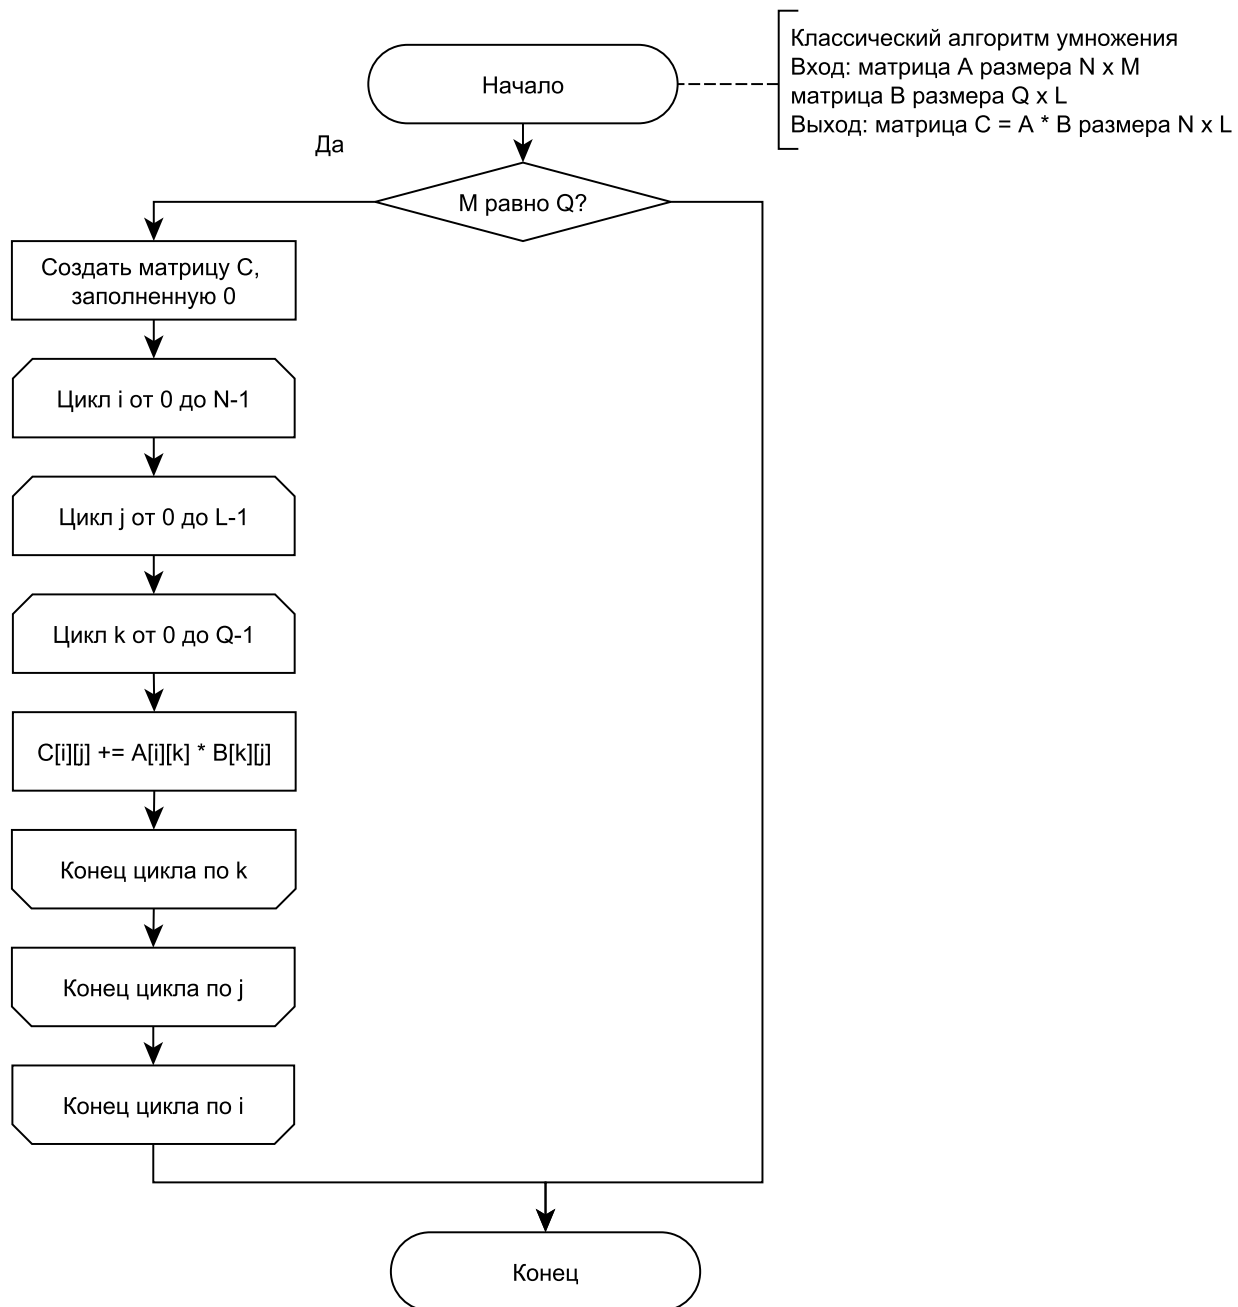 Классический алгоритм умножения
Вход: матрица A размера N x M
матрица B размера Q x L
Выход: матрица C = A * B размера N x L
Начало
Да
M равно Q?
Создать матрицу C,
заполненную 0
Цикл i от 0 до N-1
Цикл j от 0 до L-1
Цикл k от 0 до Q-1
C[i][j] += A[i][k] * B[k][j]
Конец цикла по k
Конец цикла по j
Конец цикла по i
Конец